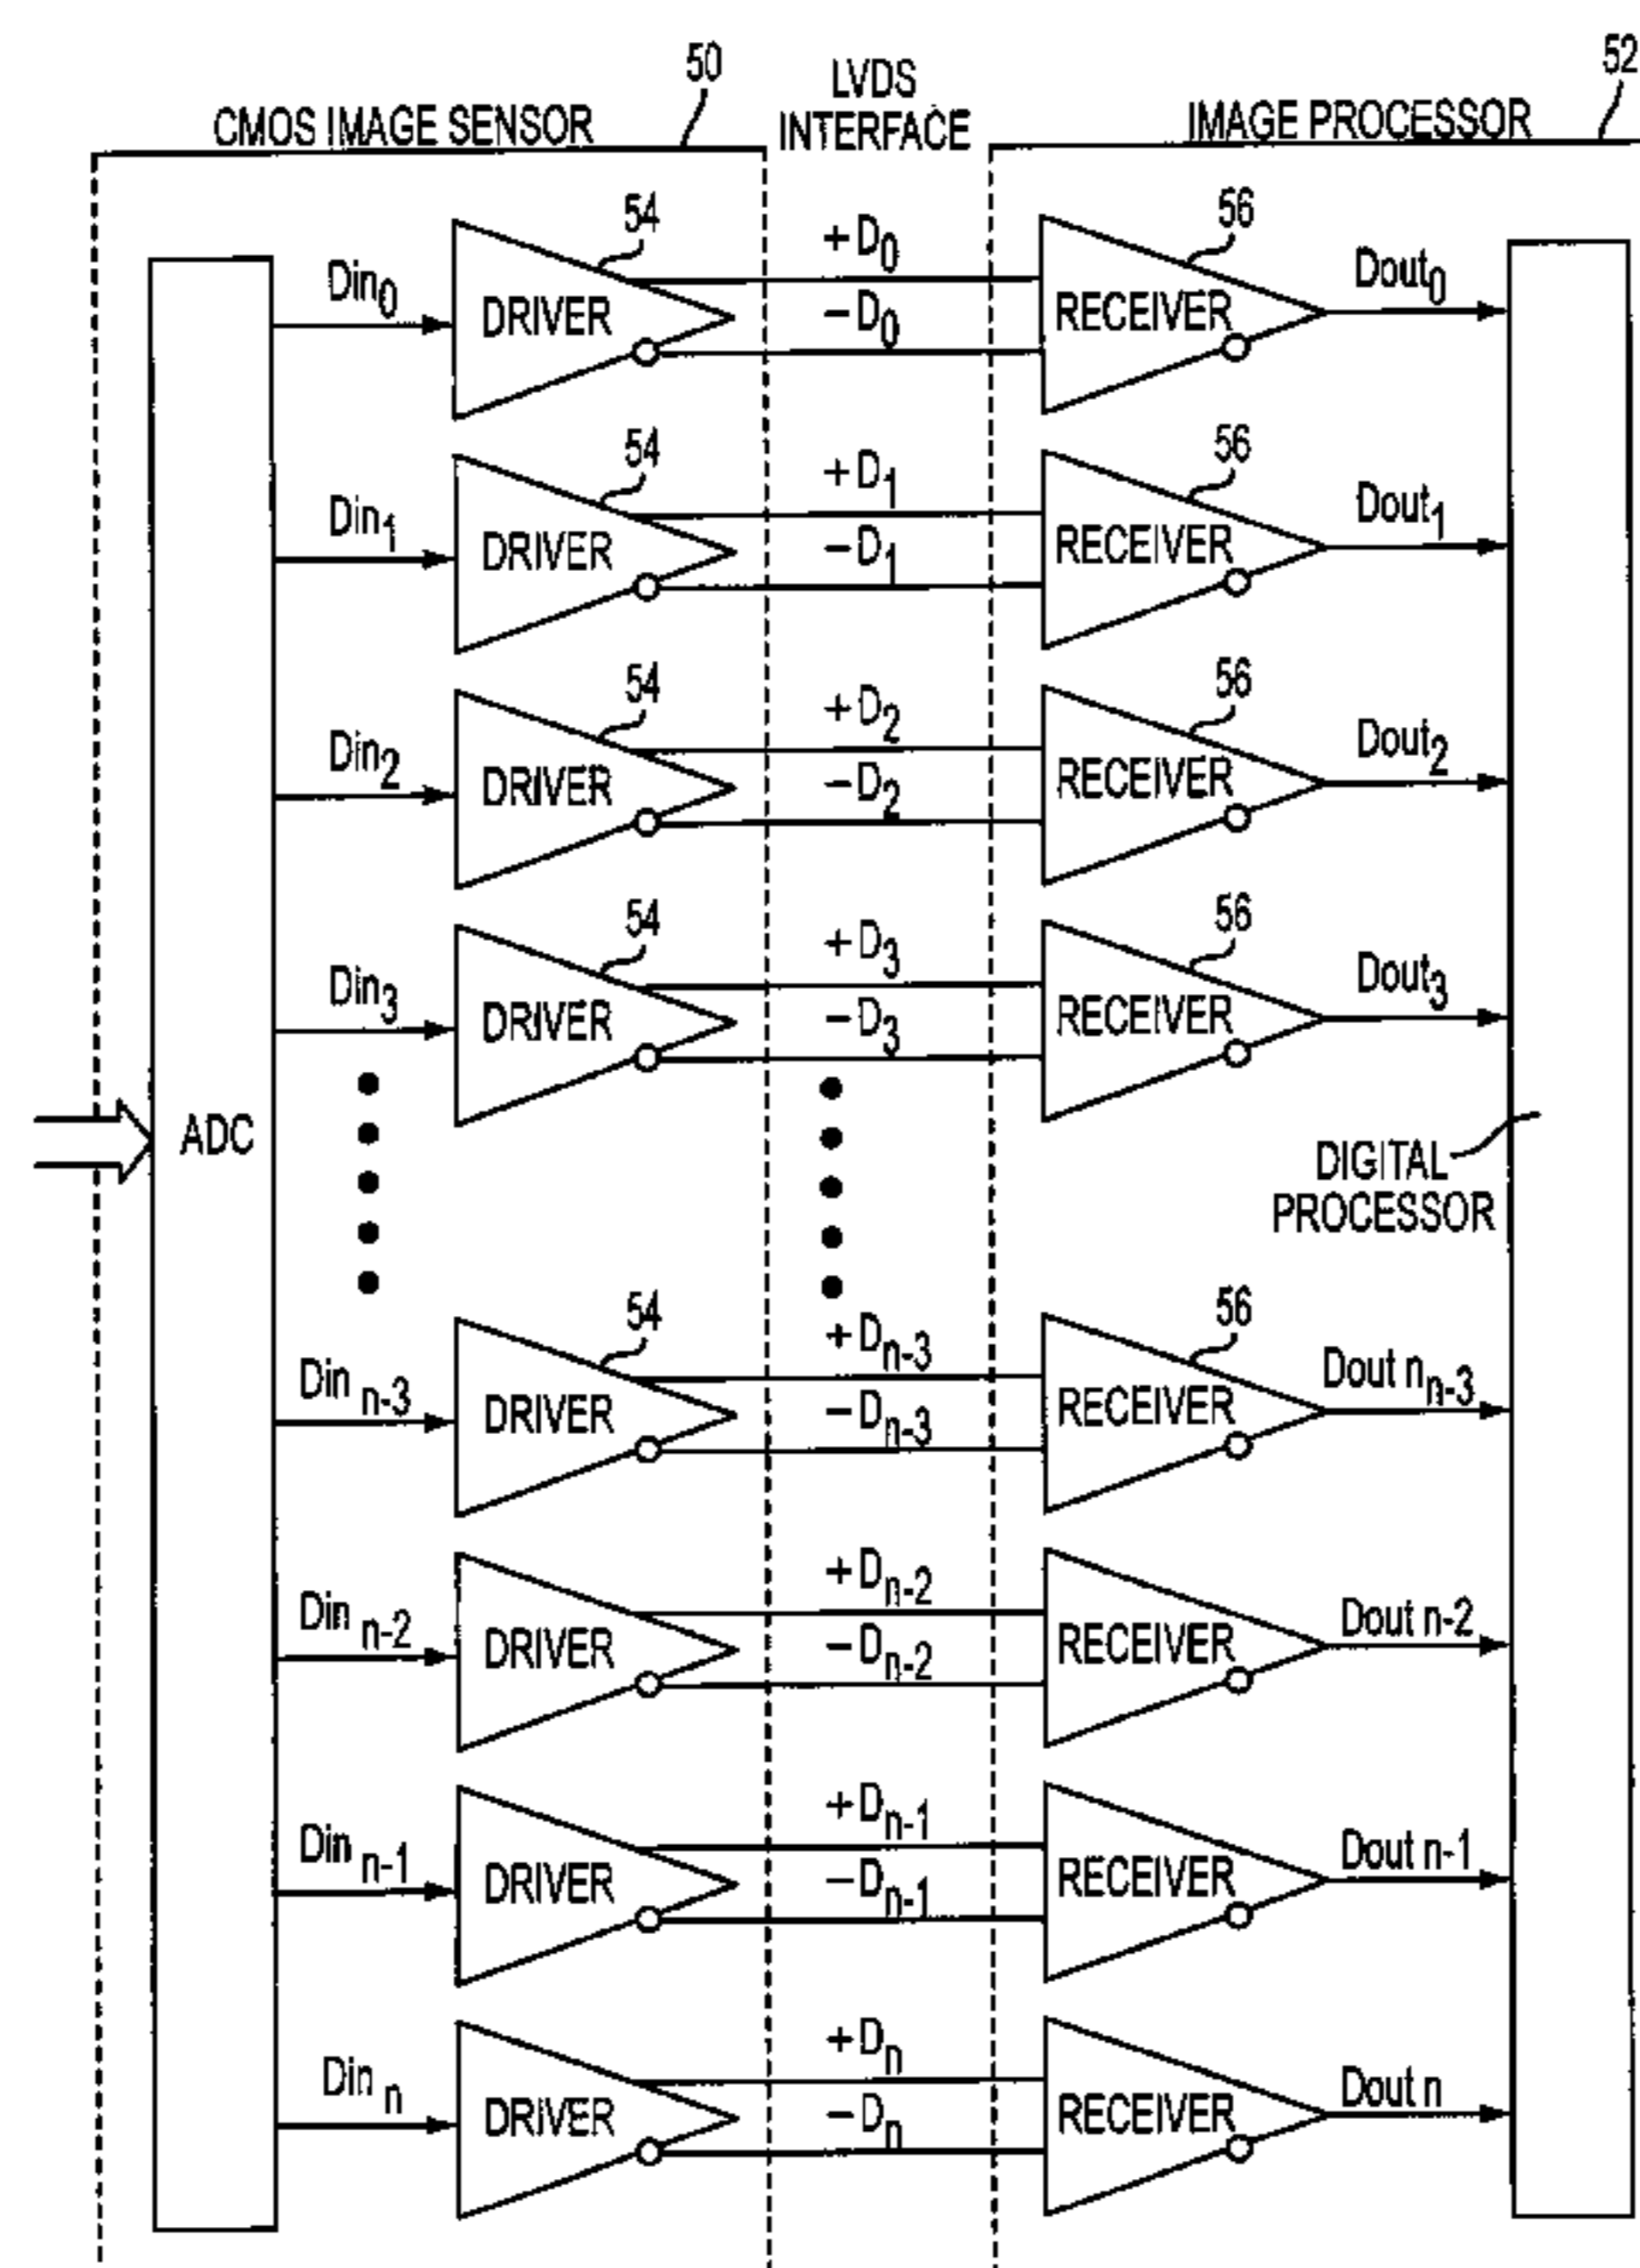 50
LVDS
52
CMOS IMAGE SENSOR
INTERFACE
IMAGE PROCESSOR
54
+D0
56
Din0
DRIVER
-D0
RECEIVER
Dout0
54
+D1
56
Din1
DRIVER
-D1
RECEIVER
Dout1
54
+D2
56
Din2
DRIVER
-D2
RECEIVER
Dout2
54
+D3
56
Din3
DRIVER
-D3
RECEIVER
Dout3
ADC
DIGITAL
PROCESSOR
54
+Dn-3
56
Din n-3
DRIVER
-Dn-3
RECEIVER
Dout nn-3
+Dn-2
Din n-2
DRIVER
-Dn-2
RECEIVER
Dout n-2
+Dn-1
Din n-1
DRIVER
-Dn-1
RECEIVER
Dout n-1
+Dn
Din n
DRIVER
-Dn
RECEIVER
Dout n